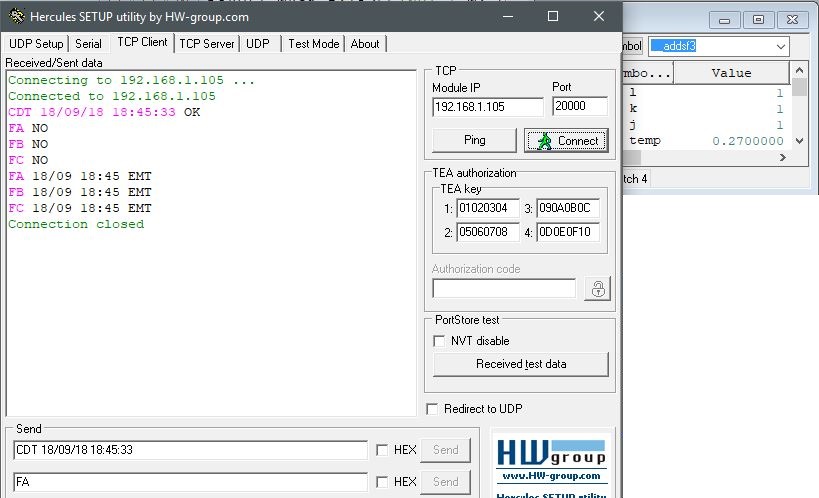 Hercules SETUP utility by HW-group.com
UDP Setup Serial TCP Client TCP Server UDP Test Mode About
Received/Sent data
Connecting to 192.168.1.105 ...
Connected to 192.168.1.105
CDT 18/09/18 18:45:33 OK
FA NO
FB NO
FC NO
FA 18/09 18:45 EMT
FB 18/09 18:45 EMT
FC 18/09 18:45 EMT
Connection closed
TCP
Module IP Port
192.168.1.105 20000
Ping Connect
TEA authorization
TEA key
1: 01020304 3: 090A0B0C
2: 05060708 4: 0D0E0F10
Authorization code
PortStore test
NVT disable
Received test data
Redirect to UDP
Send
CDT 18/09/18 18:45:33 HEX Send
FA HEX Send
HW group
www.HW-group.com
Hercules SETUP utility
mbol __addsf3
mbo... Value
l 1
k 1
j 1
temp 0.2700000
tch 4